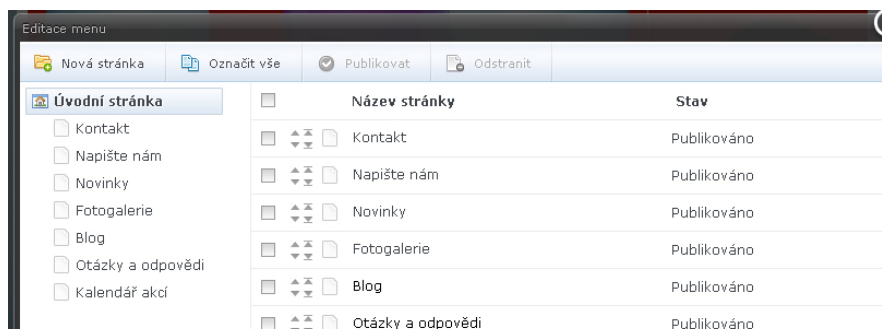 Editace menu
Nová stránka Označit vše Publikovat Odstranit
Úvodní stránka
Kontakt
Napište nám
Novinky
Fotogalerie
Blog
Otázky a odpovědi
Kalendář akcí
Název stránky Stav
Kontakt Publikováno
Napište nám Publikováno
Novinky Publikováno
Fotogalerie Publikováno
Blog Publikováno
Otázky a odpovědi Publikováno